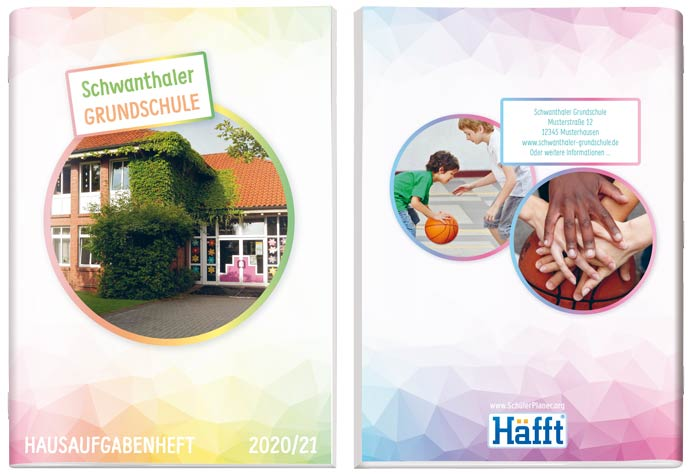 Schwanthaler
GRUNDSCHULE
HAUSAUFGABENHEFT 2020/21
Schwanthaler Grundschule
Musterstraße 12
12345 Musterhausen
www.schwanthaler-grundschule.de
Oder weitere Informationen ...
www.SchülerPlaner.org
Häfft